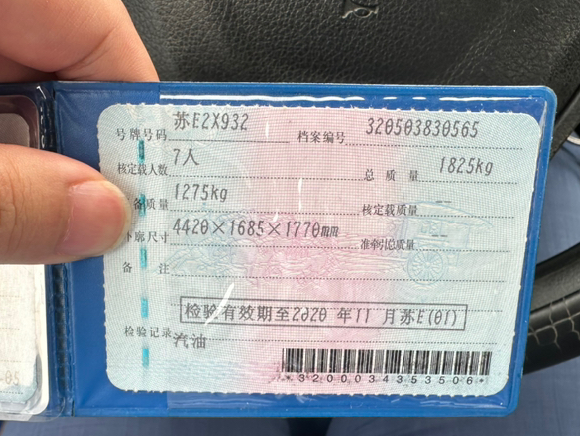 号牌号码 苏E2X932 档案编号 320503830565
核定载人数 7人 总质量 1825kg
备质量 1275kg 核定载质量
外廓尺寸 4420×1685×1770mm 准牵引总质量
备注
检验有效期至2020年11月苏E(01)
检验记录 汽油
*3200034353506*
-05